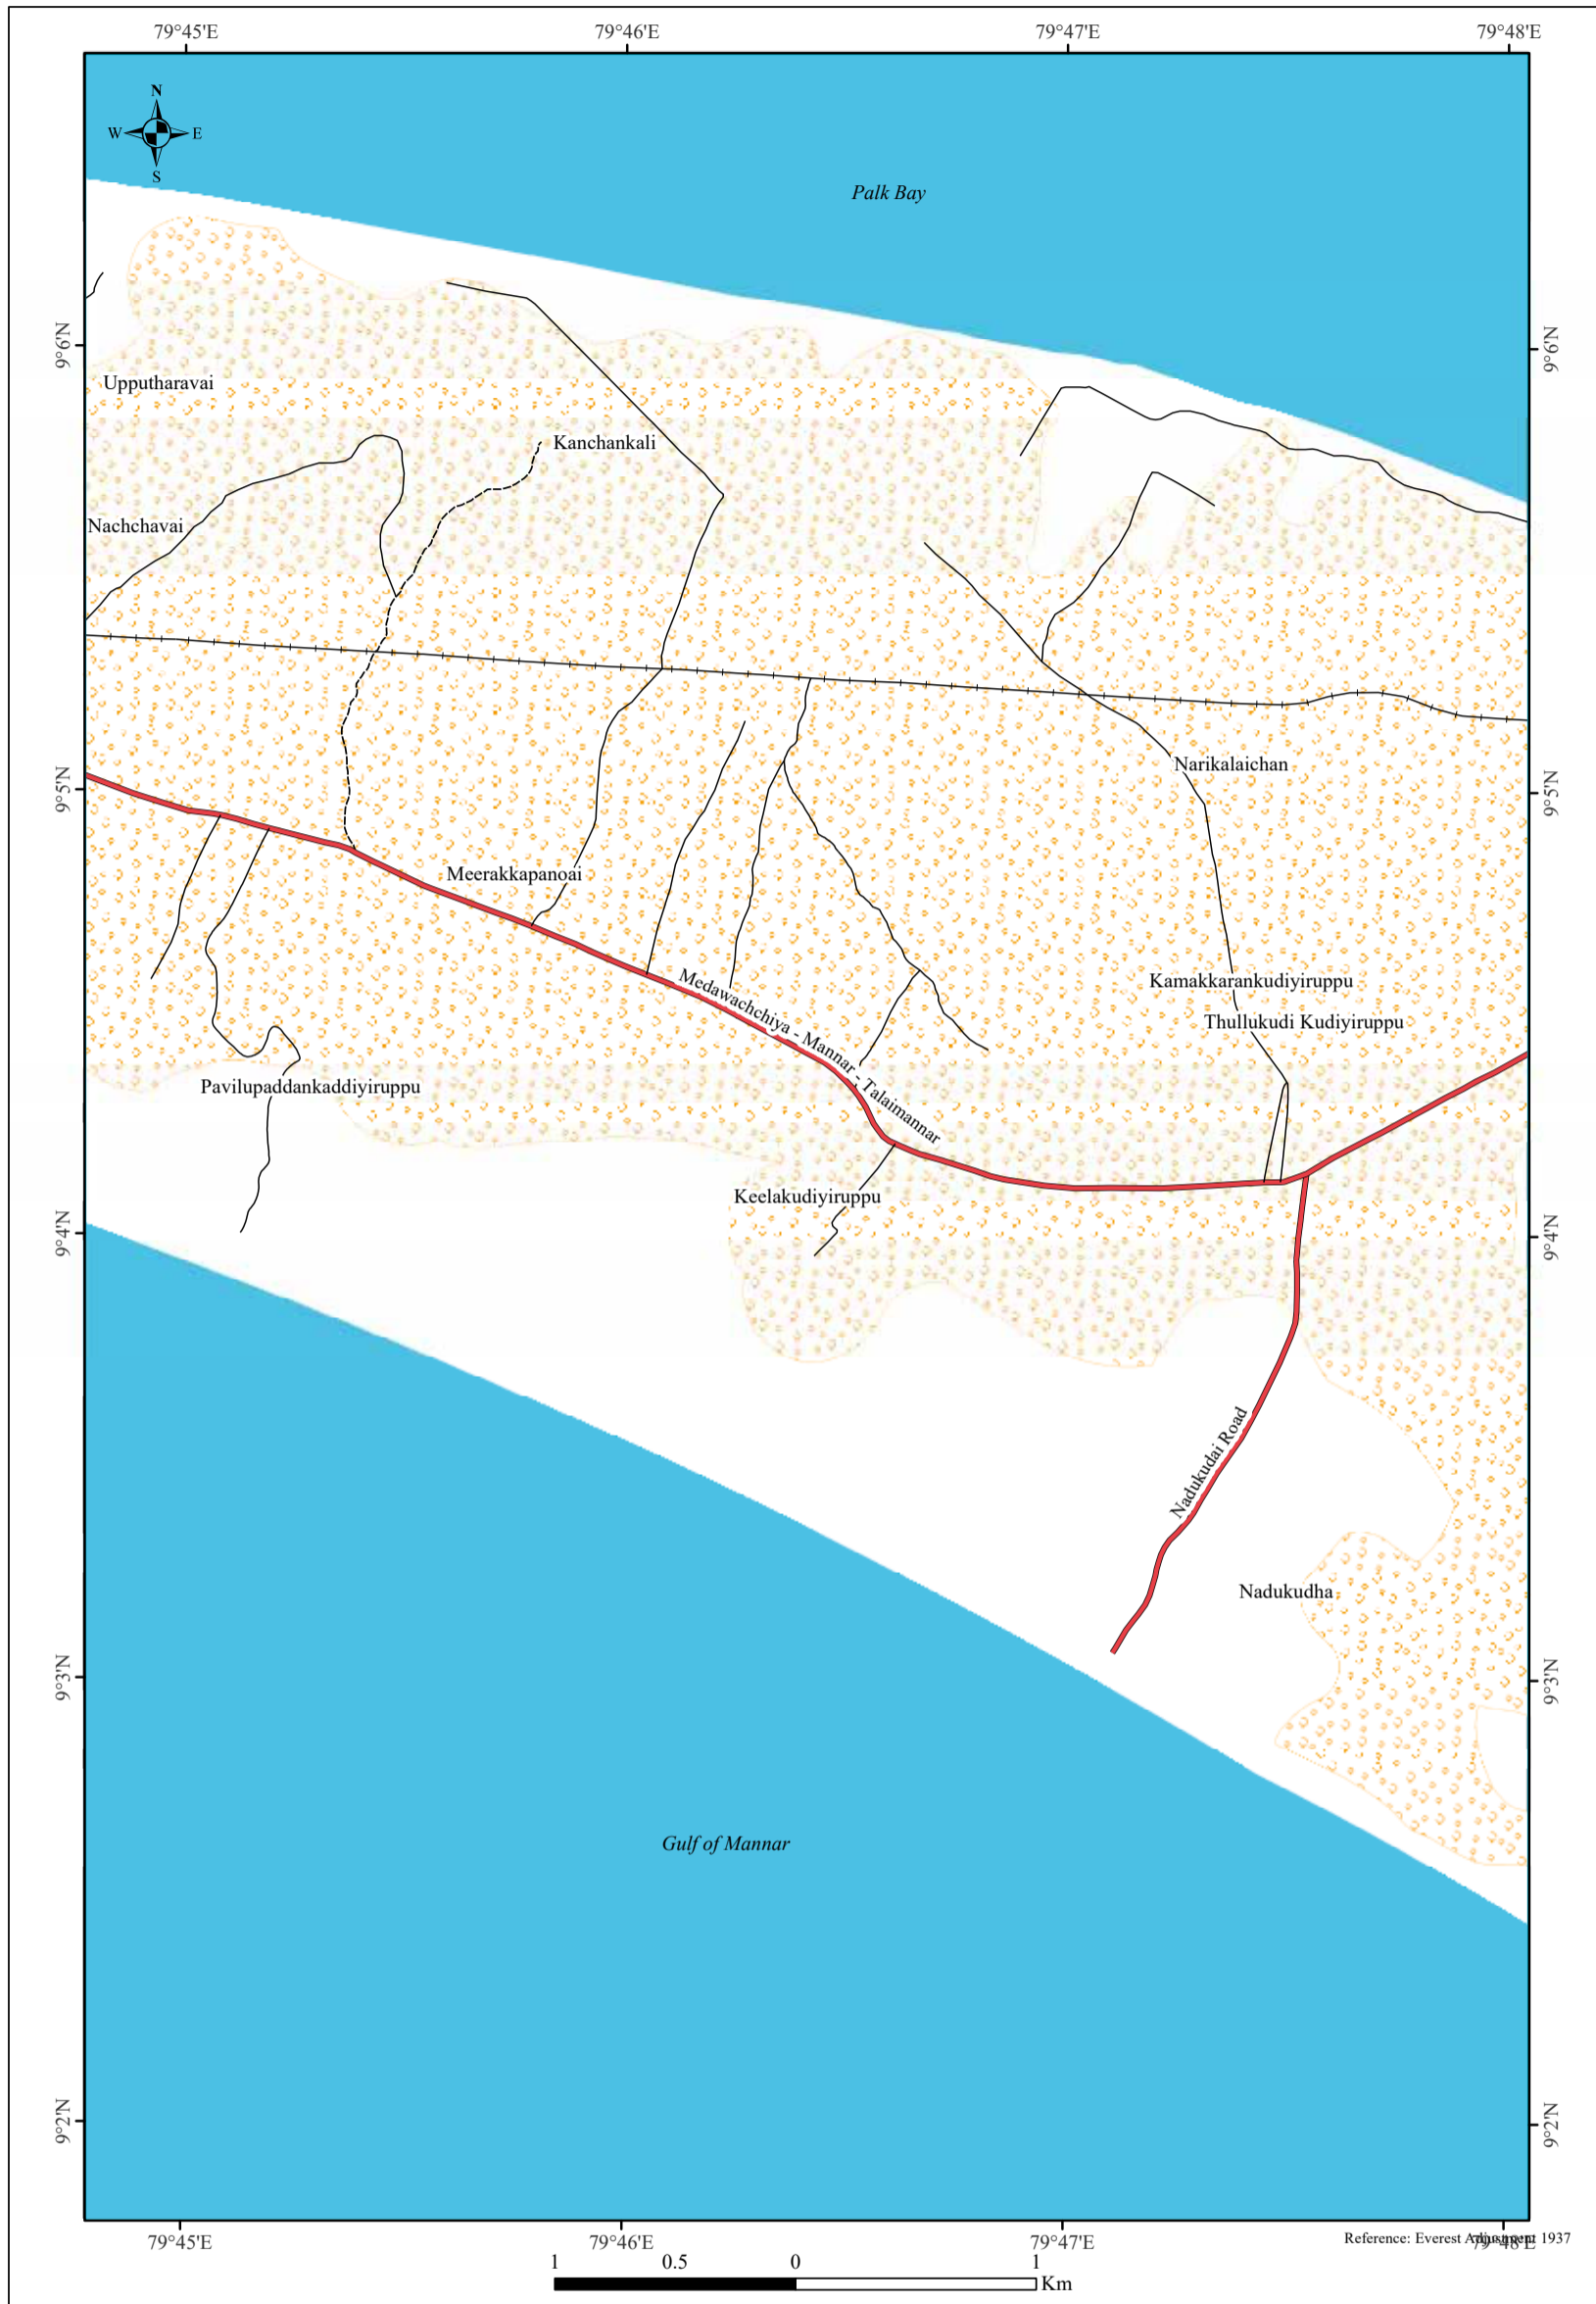 79°45'E 79°46'E 79°47'E 79°48'E
N
W E
S
Palk Bay
9°6'N 9°6'N
Upputharavai
Kanchankali
Nachchavai
Narikalaichan
9°5'N 9°5'N
Meerakkapanoai
Medawachchiya - Mannar - Talaimannar
Kamakkarankudiyiruppu
Thullukudi Kudiyiruppu
Pavilupaddankaddiyiruppu
Keelakudiyiruppu
9°4'N 9°4'N
Nadukudai Road
Nadukudha
9°3'N 9°3'N
Gulf of Mannar
9°2'N 9°2'N
79°45'E 79°46'E 79°47'E 79°48'E
Reference: Everest Adjustment 1937
1 0.5 0 1
Km